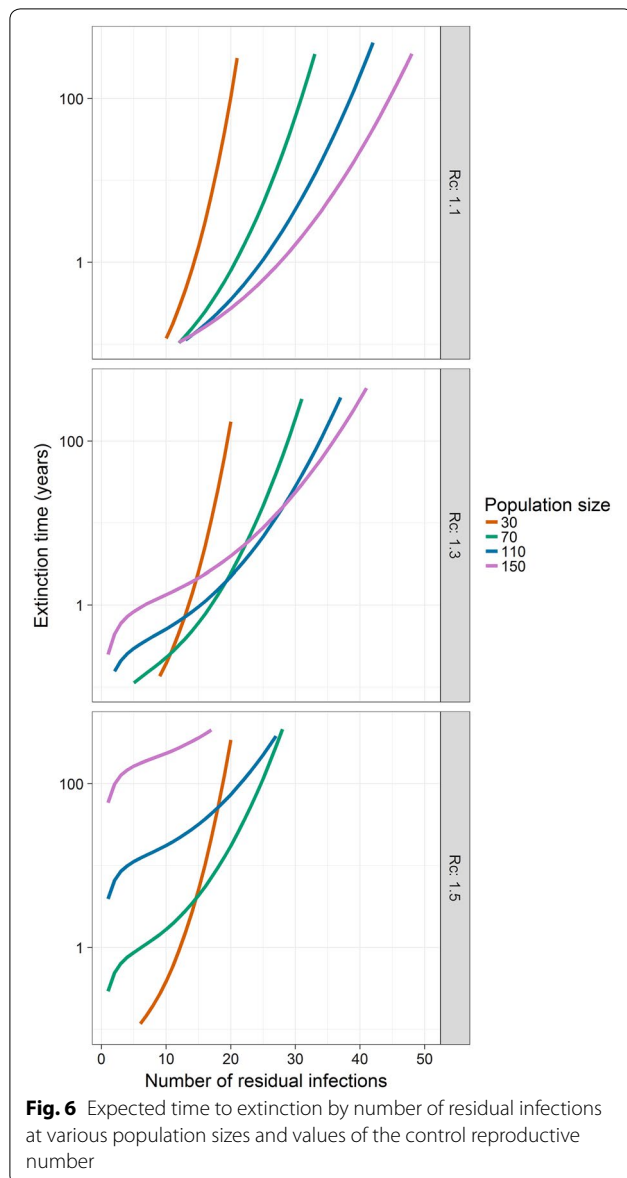 100
1
Rc: 1.1
100
1
Rc: 1.3
100
1
Rc: 1.5
Extinction time (years)
0 10 20 30 40 50
Number of residual infections
Population size
30
70
110
150
Fig. 6 Expected time to extinction by number of residual infections
at various population sizes and values of the control reproductive
number